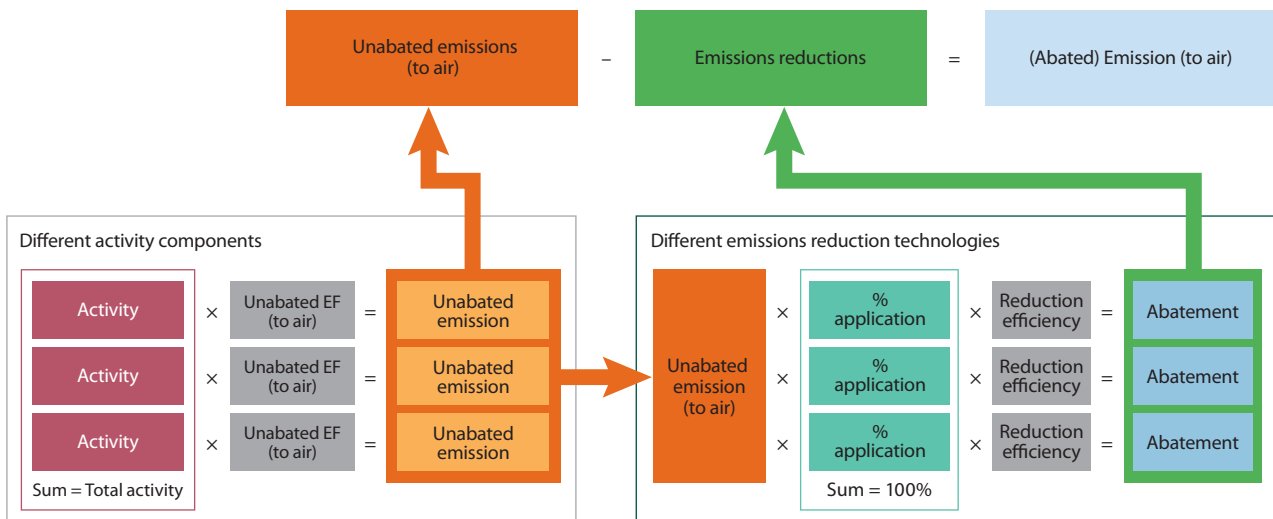 Unabated emissions
(to air)
–
Emissions reductions
=
(Abated) Emission (to air)
Different activity components
Activity
×
Unabated EF
(to air)
=
Unabated
emission
Activity
×
Unabated EF
(to air)
=
Unabated
emission
Activity
×
Unabated EF
(to air)
=
Unabated
emission
Sum = Total activity
Different emissions reduction technologies
Unabated
emission
(to air)
×
%
application
×
Reduction
efficiency
=
Abatement
×
%
application
×
Reduction
efficiency
=
Abatement
×
%
application
×
Reduction
efficiency
=
Abatement
Sum = 100%